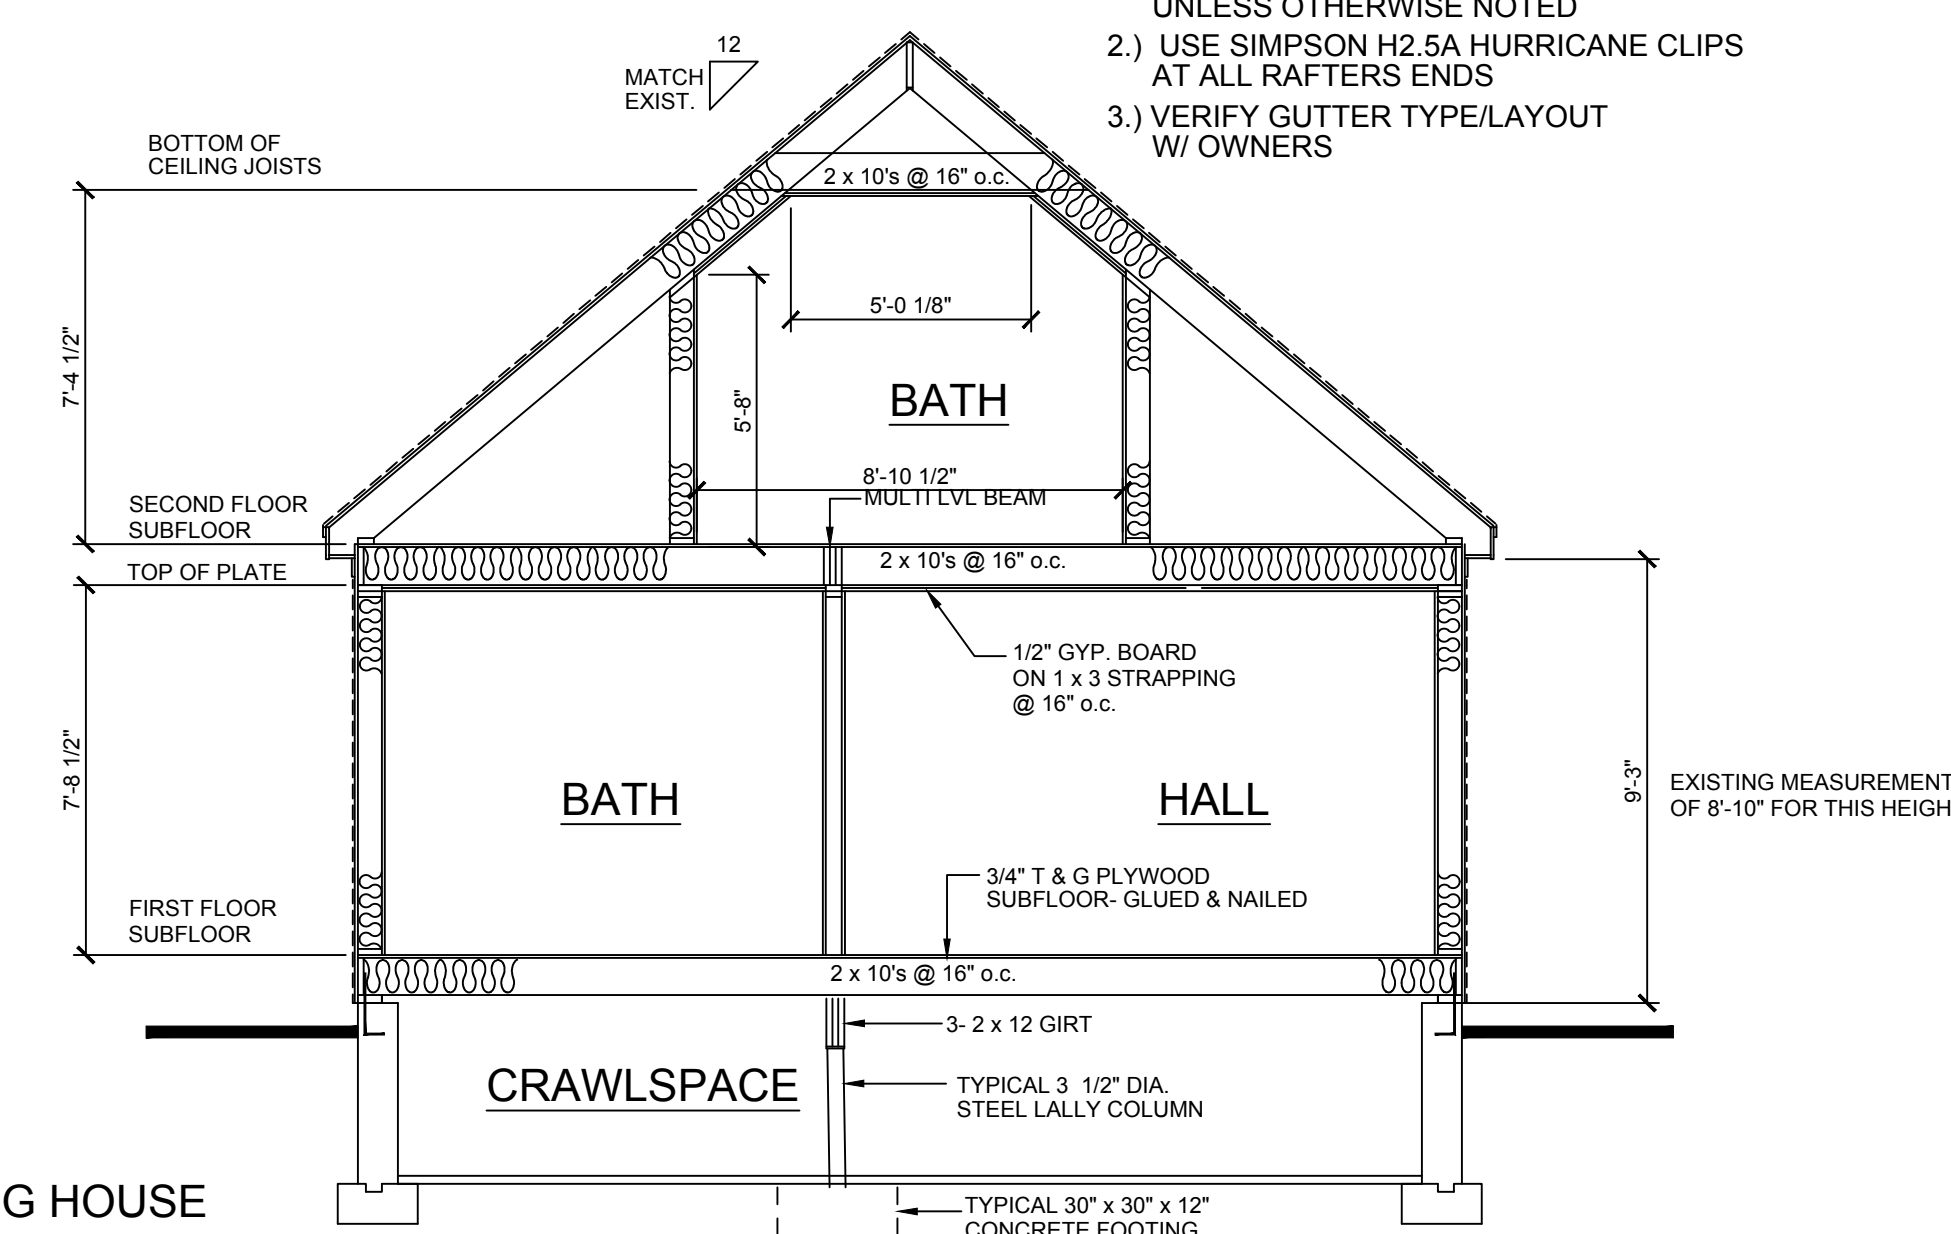 UNLESS OTHERWISE NOTED
2.) USE SIMPSON H2.5A HURRICANE CLIPS
AT ALL RAFTERS ENDS
3.) VERIFY GUTTER TYPE/LAYOUT
W/ OWNERS
12
MATCH
EXIST.
BOTTOM OF
CEILING JOISTS
2 x 10's @ 16" o.c.
7'-4 1/2"
5'-0 1/8"
5'-8"
BATH
8'-10 1/2"
MULTI LVL BEAM
SECOND FLOOR
SUBFLOOR
2 x 10's @ 16" o.c.
TOP OF PLATE
1/2" GYP. BOARD
ON 1 x 3 STRAPPING
@ 16" o.c.
7'-8 1/2"
BATH
HALL
9'-3"
EXISTING MEASUREMENT
OF 8'-10" FOR THIS HEIGH
3/4" T & G PLYWOOD
SUBFLOOR- GLUED & NAILED
FIRST FLOOR
SUBFLOOR
2 x 10's @ 16" o.c.
3- 2 x 12 GIRT
CRAWLSPACE
TYPICAL 3 1/2" DIA.
STEEL LALLY COLUMN
G HOUSE
TYPICAL 30" x 30" x 12"
CONCRETE FOOTING